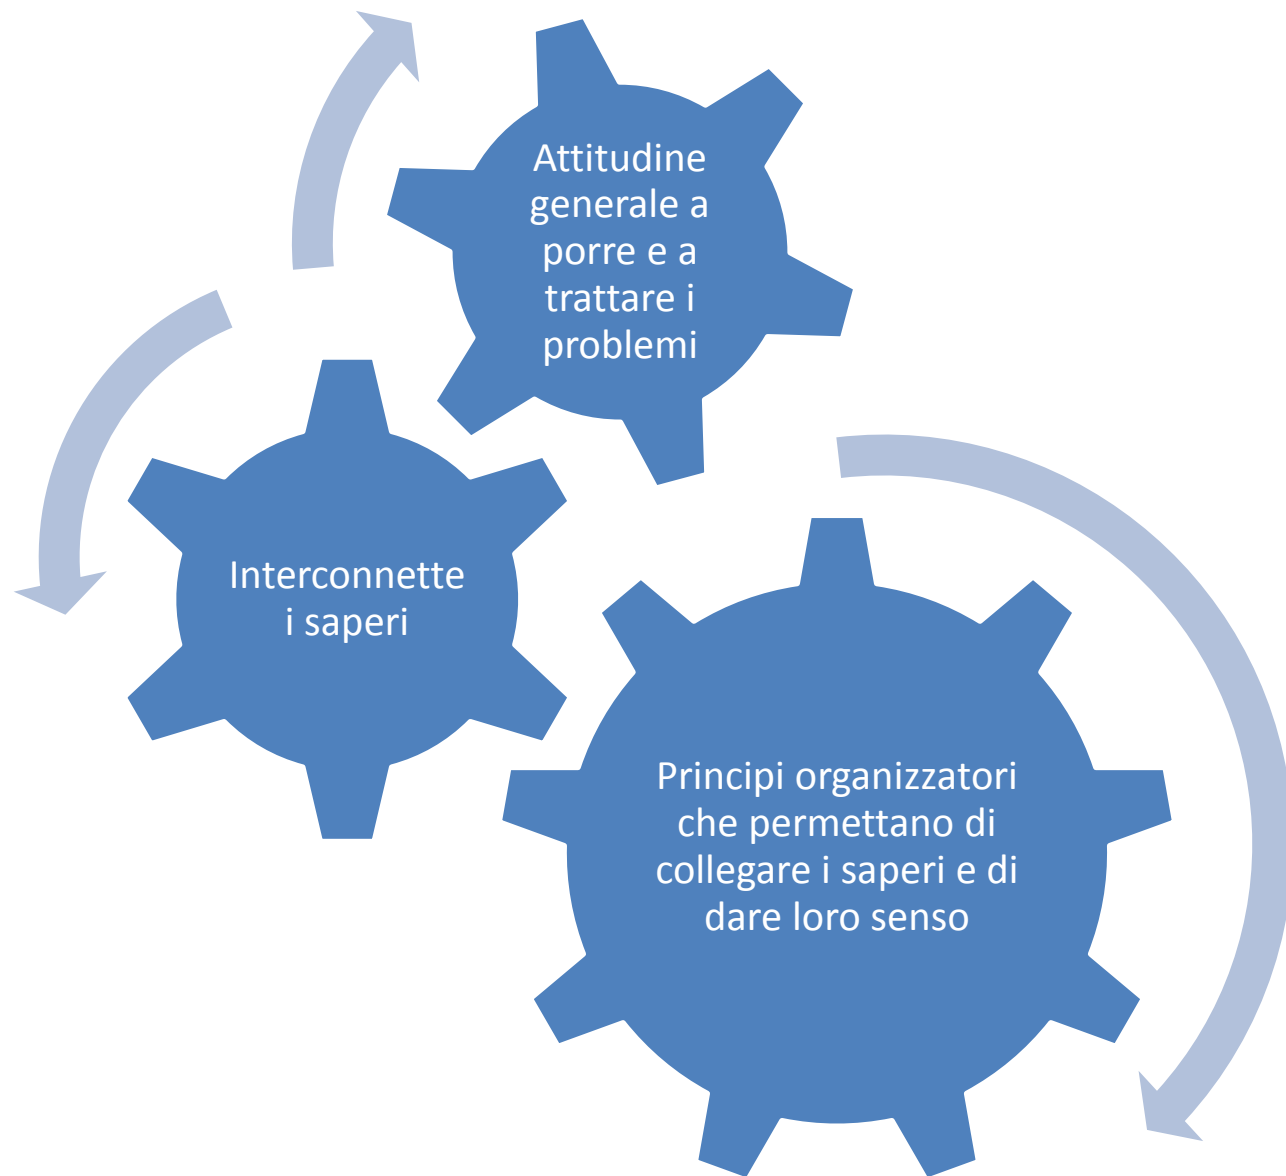 Attitudine
generale a
porre e a
trattare i
problemi
Interconnette
i saperi
Principi organizzatori
che permettano di
collegare i saperi e di
dare loro senso